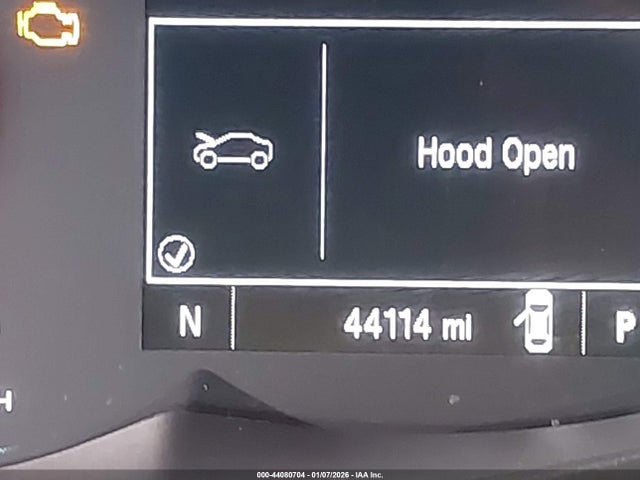 Hood Open
N 44114 mi P
H
000-44080704 - 01/07/2026 - IAA Inc.